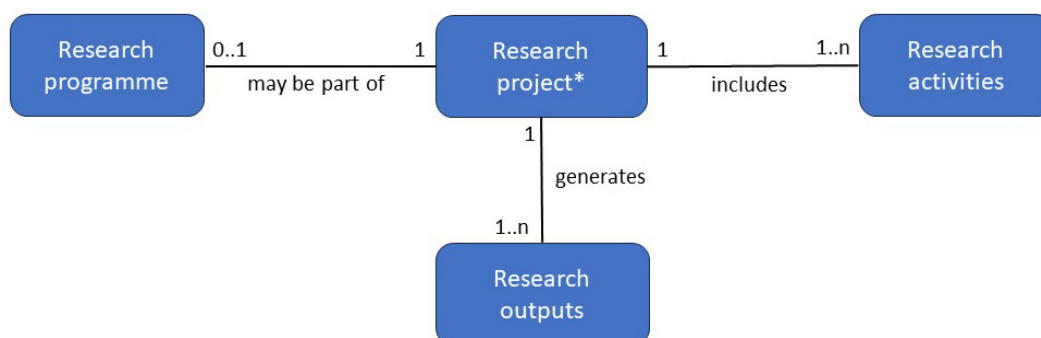 Research
programme
0..1
may be part of
1
Research
project*
1
includes
1..n
Research
activities
1
generates
1..n
Research
outputs